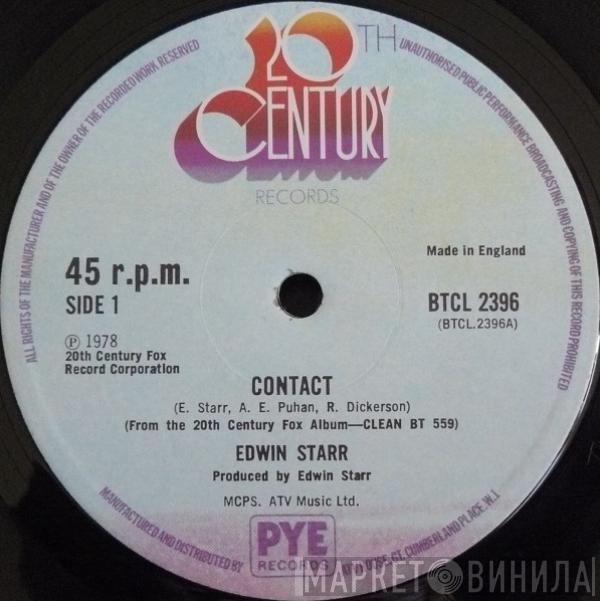 20TH
CENTURY
RECORDS
ALL RIGHTS OF THE MANUFACTURER AND OF THE OWNER OF THE RECORDED WORK RESERVED
UNAUTHORISED PUBLIC PERFORMANCE BROADCASTING AND COPYING OF THIS RECORD PROHIBITED
Made in England
45 r.p.m.
SIDE 1
BTCL 2396
(BTCL.2396A)
℗ 1978
20th Century Fox
Record Corporation
CONTACT
(E. Starr, A. E. Puhan, R. Dickerson)
(From the 20th Century Fox Album—CLEAN BT 559)
EDWIN STARR
Produced by Edwin Starr
MCPS. ATV Music Ltd.
MANUFACTURED AND DISTRIBUTED BY
PYE
RECORDS
CUMBERLAND PLACE, W.1
МАРКЕТ ВИНИЛА